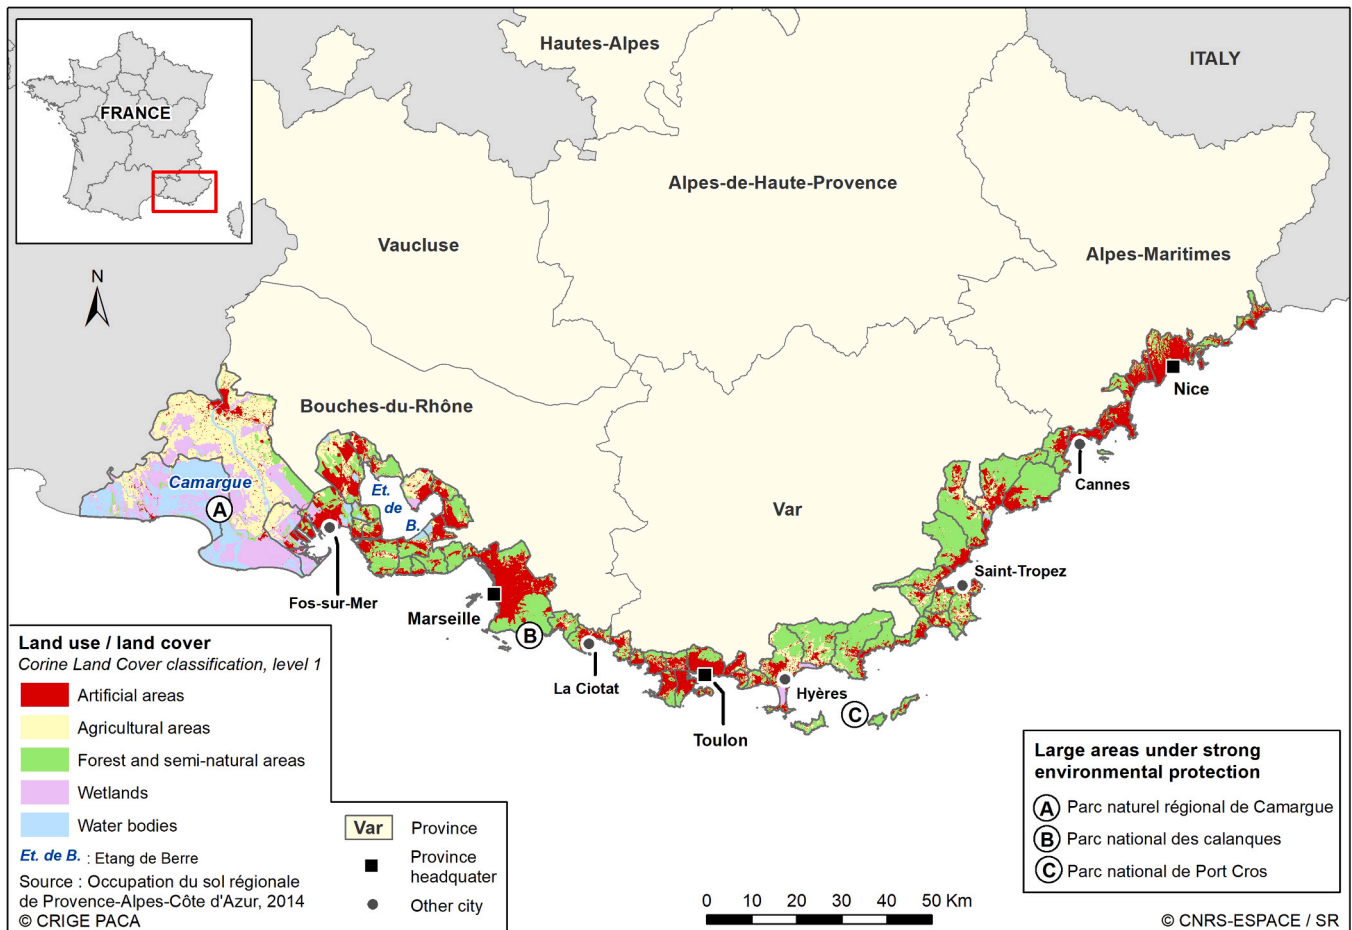 FRANCE
Hautes-Alpes
ITALY
Alpes-de-Haute-Provence
Vaucluse
Alpes-Maritimes
N
Bouches-du-Rhône
Nice
Camargue
A
Et.
de
B.
Cannes
Var
Saint-Tropez
Fos-sur-Mer
Marseille
B
La Ciotat
Hyères
C
Toulon
Land use / land cover
Corine Land Cover classification, level 1
Artificial areas
Agricultural areas
Forest and semi-natural areas
Wetlands
Water bodies
Et. de B. : Etang de Berre
Source : Occupation du sol régionale
de Provence-Alpes-Côte d'Azur, 2014
© CRIGE PACA
Var Province
Province
headquater
Other city
0 10 20 30 40 50 Km
Large areas under strong
environmental protection
A Parc naturel régional de Camargue
B Parc national des calanques
C Parc national de Port Cros
© CNRS-ESPACE / SR